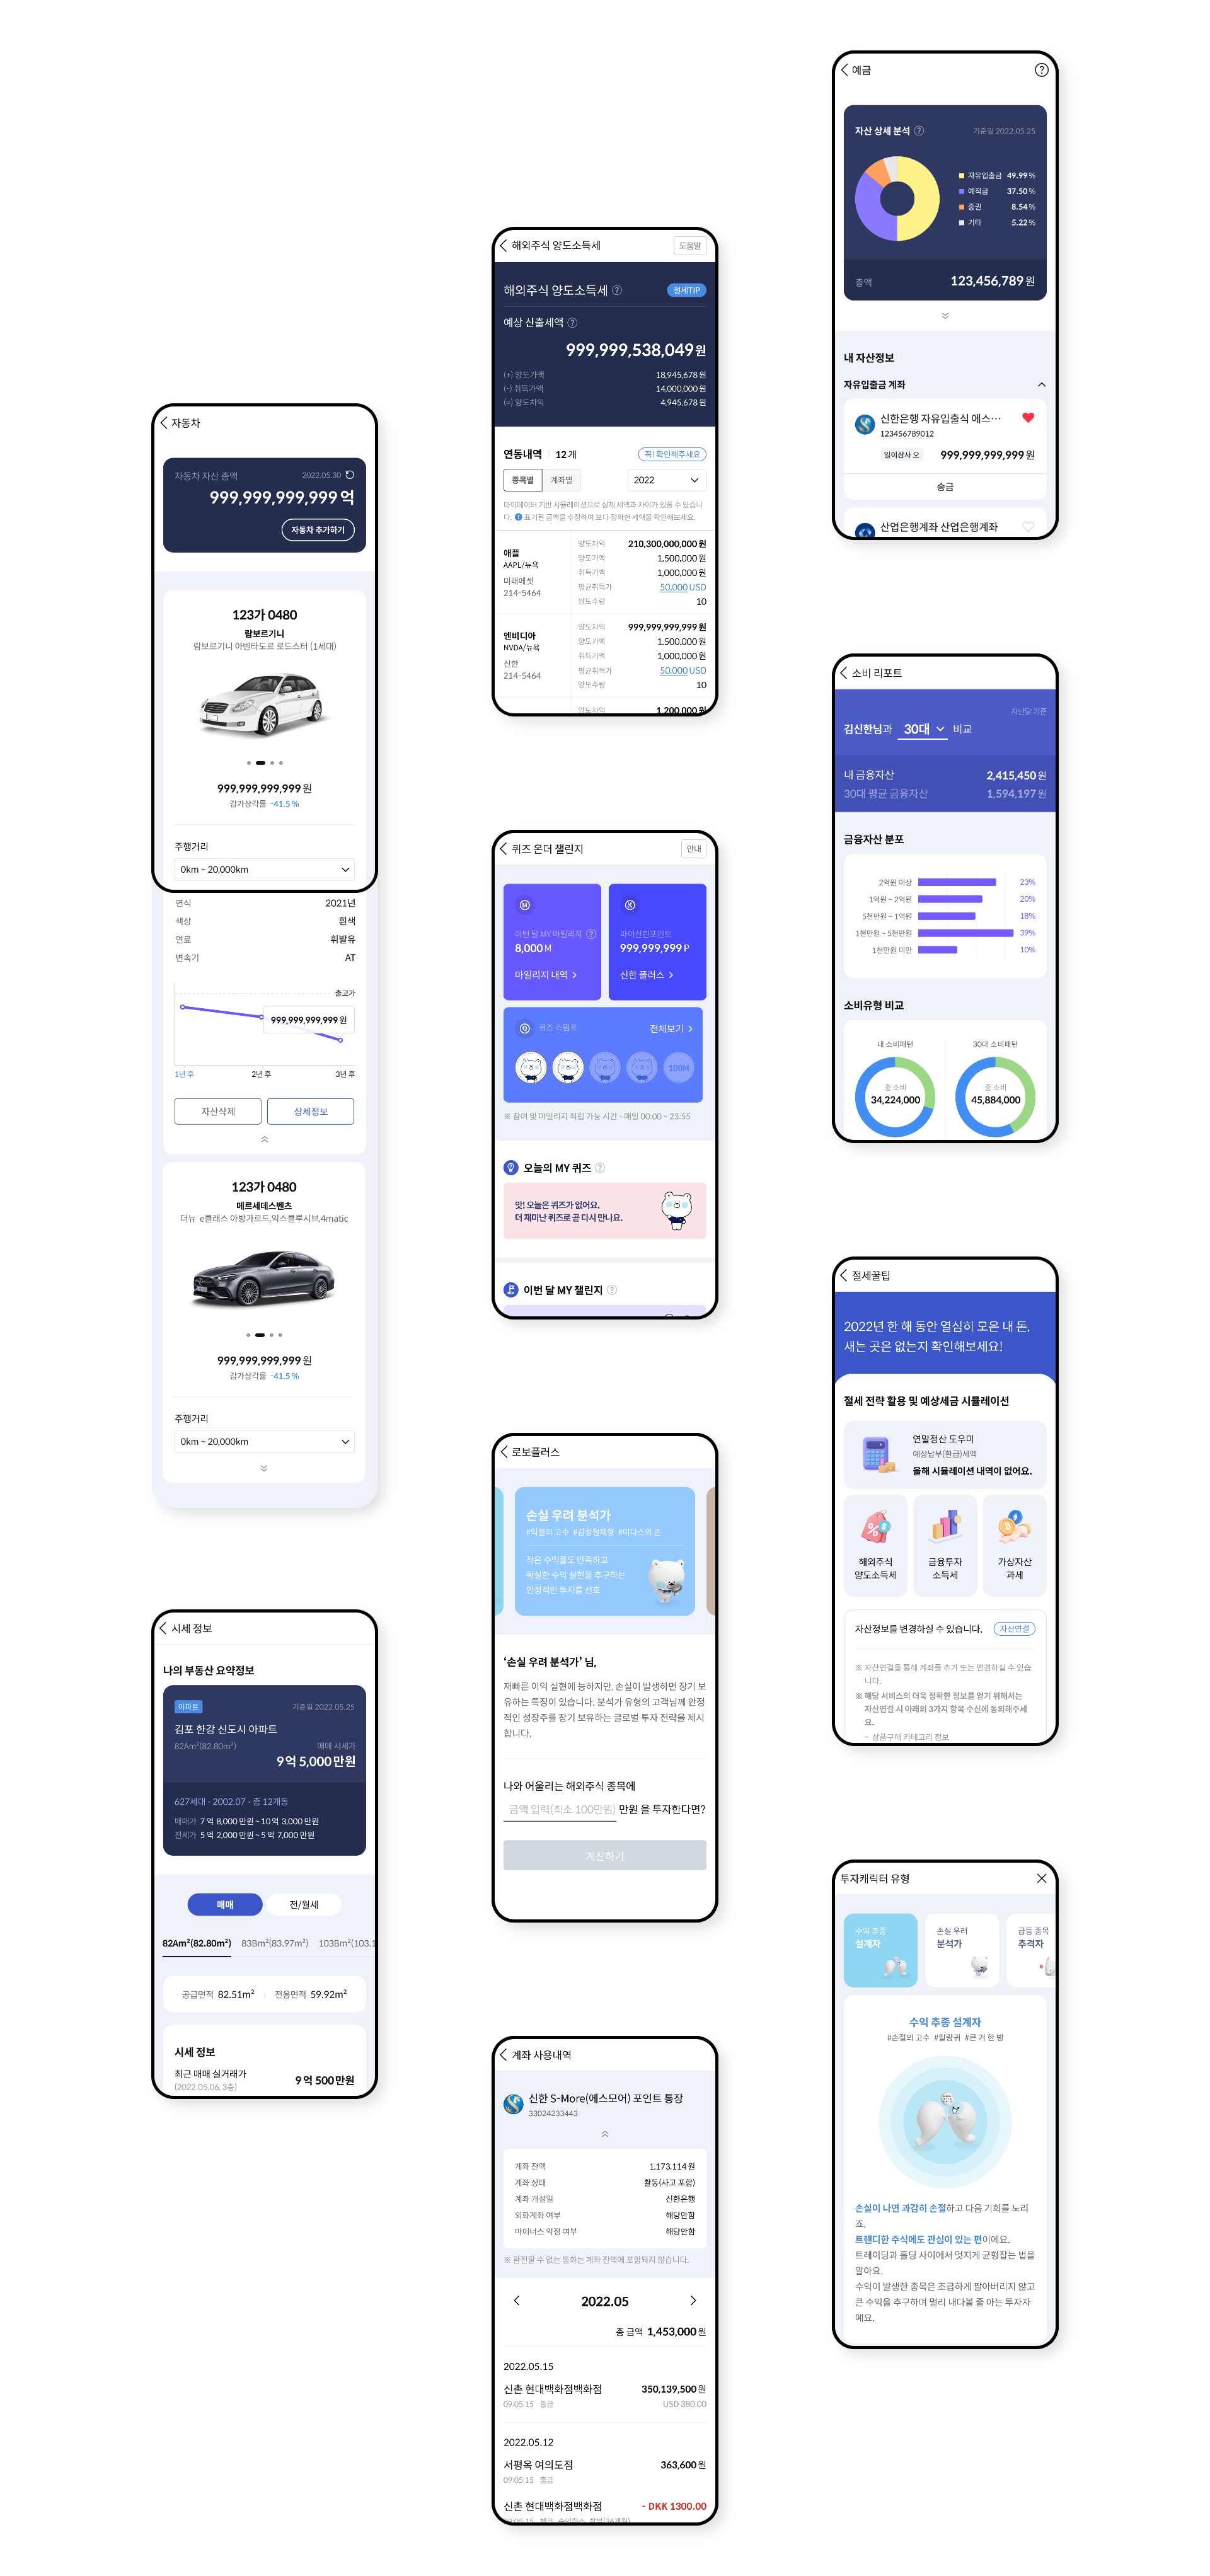 자동차
자동차 자산 총액
2022.05.30
999,999,999,999 억
자동차 추가하기
123가 0480
람보르기니
람보르기니 아벤타도르 로드스터 (1세대)
999,999,999,999 원
감가상각률 -41.5 %
주행거리
0km ~ 20,000km
연식 2021년
색상 흰색
연료 휘발유
변속기 AT
출고가
999,999,999,999 원
1년 후 2년 후 3년 후
자산삭제 상세정보
123가 0480
메르세데스벤츠
더뉴 e클래스 아방가르드,익스클루시브,4matic
999,999,999,999 원
감가상각률 -41.5 %
주행거리
0km ~ 20,000km
시세 정보
나의 부동산 요약정보
아파트 기준일 2022.05.25
김포 한강 신도시 아파트
82Am²(82.80m²) 매매 시세가
9억 5,000 만원
627세대 - 2002.07 - 총 12개동
매매가 7 억 8,000 만원 ~ 10 억 3,000 만원
전세가 5 억 2,000 만원 ~ 5 억 7,000 만원
매매 전/월세
82Am²(82.80m²) 83Bm²(83.97m²) 103Bm²(103.1
공급면적 82.51m² 전용면적 59.92m²
시세 정보
최근 매매 실거래가
(2022.05.06, 3층)
9 억 500 만원
해외주식 양도소득세 도움말
해외주식 양도소득세 절세TIP
예상 산출세액
999,999,538,049 원
(+) 양도가액 18,945,678 원
(-) 취득가액 14,000,000 원
(=) 양도차익 4,945,678 원
연동내역 12 개 꼭! 확인해주세요
종목별 계좌별 2022
마이데이터 기반 시뮬레이션으로 실제 세액과 차이가 있을 수 있습니
다. 표기된 금액을 수정하여 보다 정확한 세액을 확인해보세요.
애플
AAPL/뉴욕
미래에셋
214-5464
양도차익 210,300,000,000 원
양도가액 1,500,000 원
취득가액 1,000,000 원
평균취득가 50,000 USD
양도수량 10
엔비디아
NVDA/뉴욕
신한
214-5464
양도차익 999,999,999,999 원
양도가액 1,500,000 원
취득가액 1,000,000 원
평균취득가 50,000 USD
양도수량 10
양도차익 1,200,000 원
퀴즈 온더 챌린지 안내
이번 달 MY 마일리지
8,000 M
마일리지 내역
마이신한포인트
999,999,999 P
신한 플러스
퀴즈 스탬프 전체보기
100M
※ 참여 및 마일리지 적립 가능 시간 - 매일 00:00 ~ 23:55
오늘의 MY 퀴즈
앗! 오늘은 퀴즈가 없어요.
더 재미난 퀴즈로 곧 다시 만나요.
이번 달 MY 챌린지
로보플러스
손실 우려 분석가
#익절의 고수 #감정절제형 #미다스의 손
작은 수익율도 만족하고
확실한 수익 실현을 추구하는
안정적인 투자를 선호
‘손실 우려 분석가’ 님,
재빠른 이익 실현에 능하지만, 손실이 발생하면 장기 보
유하는 특징이 있습니다. 분석가 유형의 고객님께 안정
적인 성장주를 장기 보유하는 글로벌 투자 전략을 제시
합니다.
나와 어울리는 해외주식 종목에
금액 입력(최소 100만원) 만원 을 투자한다면?
계산하기
계좌 사용내역
신한 S-More(에스모어) 포인트 통장
33024233443
계좌 잔액 1,173,114 원
계좌 상태 활동(사고 포함)
계좌 개설일 신한은행
외화계좌 여부 해당안함
마이너스 약정 여부 해당안함
※ 환전할 수 없는 통화는 계좌 잔액에 포함되지 않습니다.
2022.05
총 금액 1,453,000 원
2022.05.15
신촌 현대백화점백화점 350,139,500 원
09:05:15 출금 USD 380.00
2022.05.12
서평옥 여의도점 363,600 원
09:05:15 출금
신촌 현대백화점백화점 - DKK 1300.00
예금
자산 상세 분석 기준일 2022.05.25
자유입출금 49.99 %
예적금 37.50 %
증권 8.54 %
기타 5.22 %
총액 123,456,789 원
내 자산정보
자유입출금 계좌
신한은행 자유입출식 에스…
123456789012
일이삼사 오 999,999,999,999 원
송금
산업은행계좌 산업은행계좌
소비 리포트
지난달 기준
김신한님과 30대 비교
내 금융자산 2,415,450 원
30대 평균 금융자산 1,594,197 원
금융자산 분포
2억원 이상 23%
1억원 ~ 2억원 20%
5천만원 ~ 1억원 18%
1천만원 ~ 5천만원 39%
1천만원 미만 10%
소비유형 비교
내 소비패턴 30대 소비패턴
총 소비 총 소비
34,224,000 45,884,000
절세꿀팁
2022년 한 해 동안 열심히 모은 내 돈,
새는 곳은 없는지 확인해보세요!
절세 전략 활용 및 예상세금 시뮬레이션
연말정산 도우미
예상납부(환급)세액
올해 시뮬레이션 내역이 없어요.
해외주식
양도소득세
금융투자
소득세
가상자산
과세
자산정보를 변경하실 수 있습니다. 자산연결
※ 자산연결을 통해 계좌를 추가 또는 변경하실 수 있습
니다.
※ 해당 서비스의 더욱 정확한 정보를 얻기 위해서는
자산연결 시 아래의 3가지 항목 수신에 동의해주세
요.
- 상품구매 카테고리 정보
투자캐릭터 유형
수익 추종
설계자
손실 우려
분석가
급등 종목
추격자
수익 추종 설계자
#손절의 고수 #팔랑귀 #큰 거 한 방
손실이 나면 과감히 손절하고 다음 기회를 노리
죠.
트렌디한 주식에도 관심이 있는 편이에요.
트레이딩과 홀딩 사이에서 멋지게 균형잡는 법을
알아요.
수익이 발생한 종목은 조급하게 팔아버리지 않고
큰 수익을 추구하며 멀리 내다볼 줄 아는 투자자
예요.